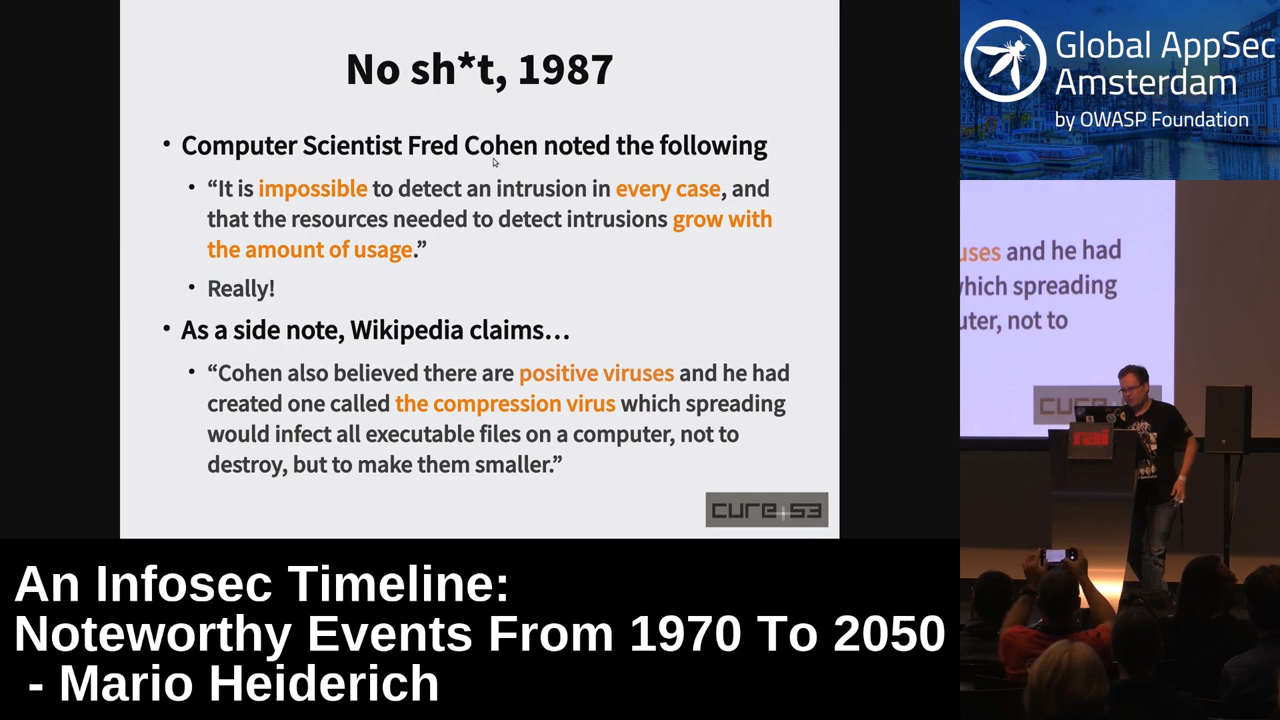 No sh*t, 1987
• Computer Scientist Fred Cohen noted the following
• “It is impossible to detect an intrusion in every case, and
that the resources needed to detect intrusions grow with
the amount of usage.”
• Really!
• As a side note, Wikipedia claims…
• “Cohen also believed there are positive viruses and he had
created one called the compression virus which spreading
would infect all executable files on a computer, not to
destroy, but to make them smaller.”
cure+53
Global AppSec
Amsterdam
by OWASP Foundation
uses and he had
which spreading
uter, not to
cure
rai
An Infosec Timeline:
Noteworthy Events From 1970 To 2050
- Mario Heiderich